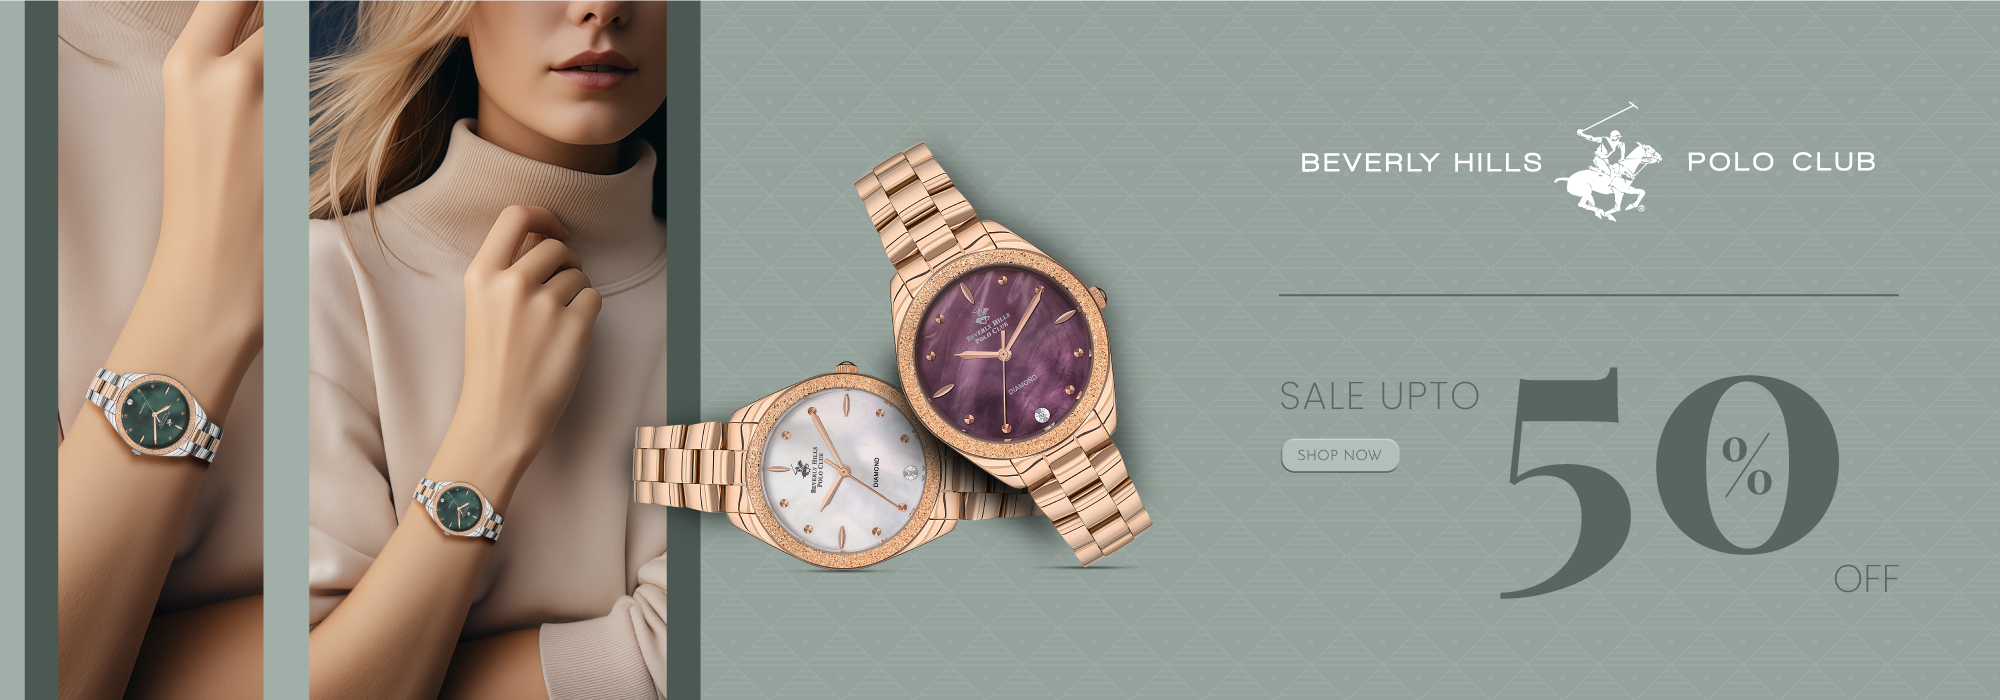 BEVERLY HILLS POLO CLUB
®
SALE UPTO
50%
OFF
SHOP NOW
BEVERLY HILLS
POLO CLUB
DIAMOND
BEVERLY HILLS
POLO CLUB
DIAMOND